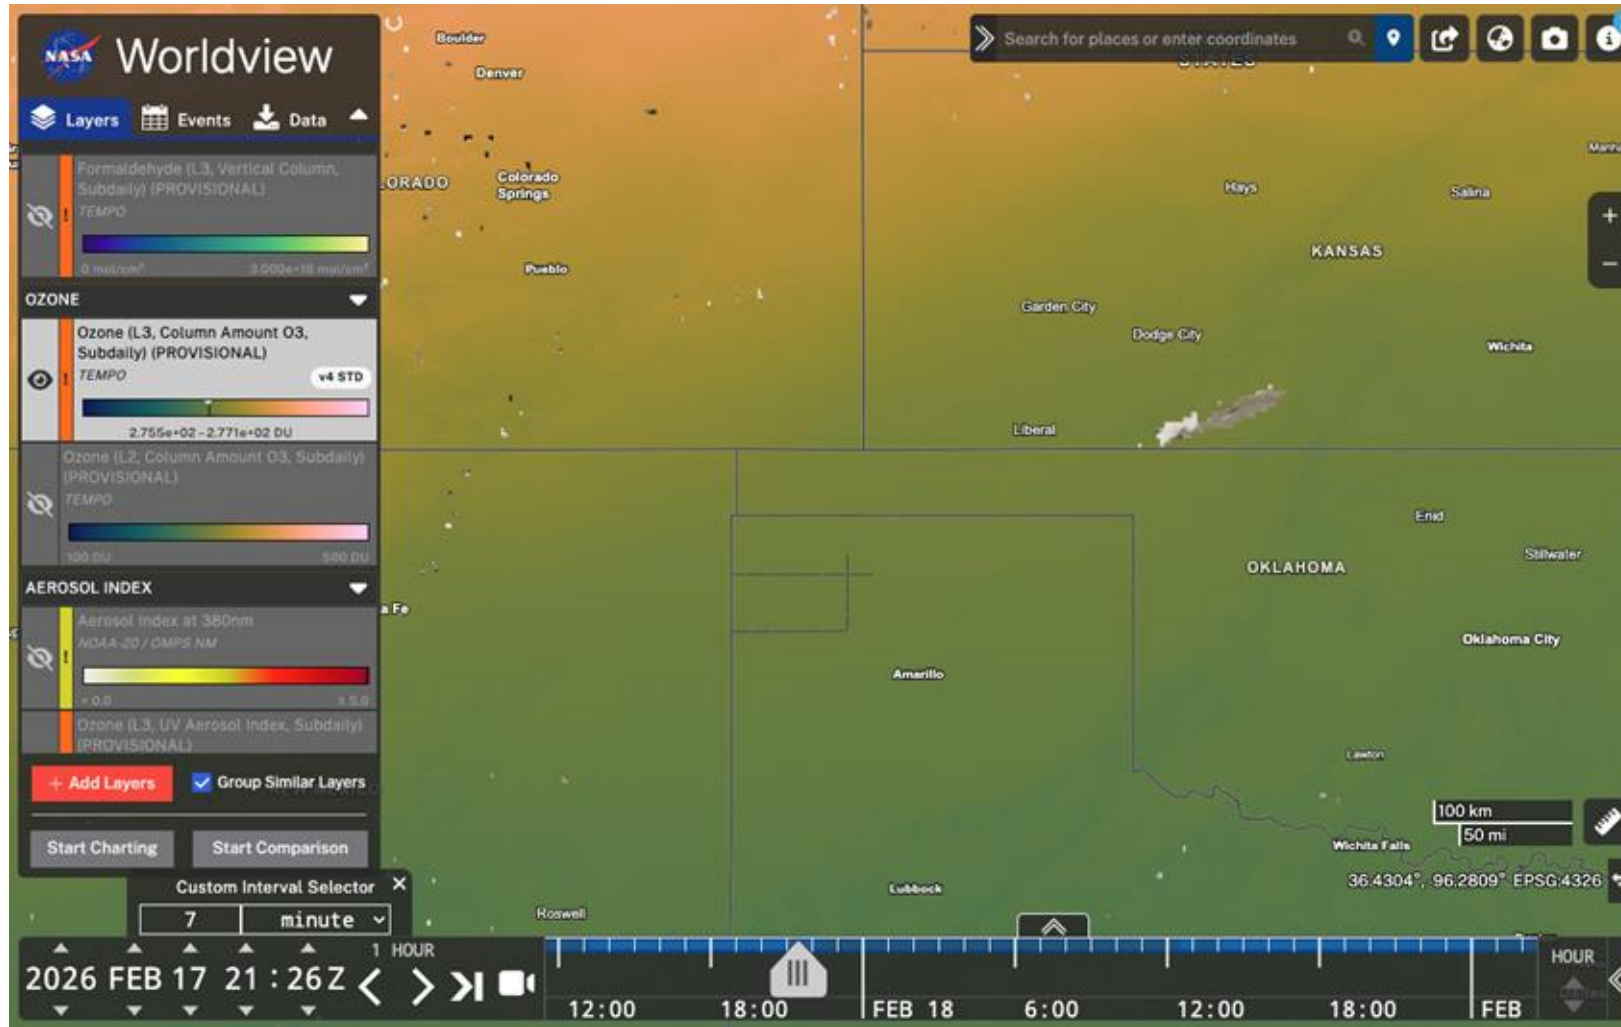 NASA Worldview
Layers Events Data
Formaldehyde (L3, Vertical Column,
Subdaily) (PROVISIONAL)
TEMPO
OZONE
Ozone (L3, Column Amount O3,
Subdaily) (PROVISIONAL)
TEMPO
v4 STD
2.755e+02 – 2.771e+02 DU
Ozone (L2, Column Amount O3, Subdaily)
(PROVISIONAL)
TEMPO
100 DU 500 DU
AEROSOL INDEX
Aerosol Index at 380nm
NOAA-20 / OMPS NM
< 0.0 ≥ 5.0
Ozone (L3, UV Aerosol Index, Subdaily)
(PROVISIONAL)
+ Add Layers Group Similar Layers
Start Charting Start Comparison
Custom Interval Selector
7 minute
2026 FEB 17 21 : 26 Z
1 HOUR
12:00 18:00 FEB 18 6:00 12:00 18:00 FEB
HOUR
Search for places or enter coordinates
STATES
Boulder
Denver
Colorado
Springs
Pueblo
Hays
Salina
KANSAS
Garden City
Dodge City
Wichita
Liberal
Enid
Stillwater
OKLAHOMA
Oklahoma City
Amarillo
Lawton
Wichita Falls
Lubbock
Roswell
100 km
50 mi
36.4304°, -96.2809° EPSG:4326